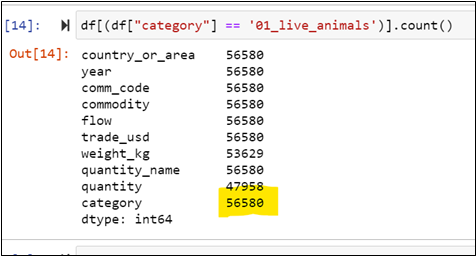 [14]: df[(df["category"] == '01_live_animals')].count()
Out[14]: country_or_area 56580
year 56580
comm_code 56580
commodity 56580
flow 56580
trade_usd 56580
weight_kg 53629
quantity_name 56580
quantity 47958
category 56580
dtype: int64